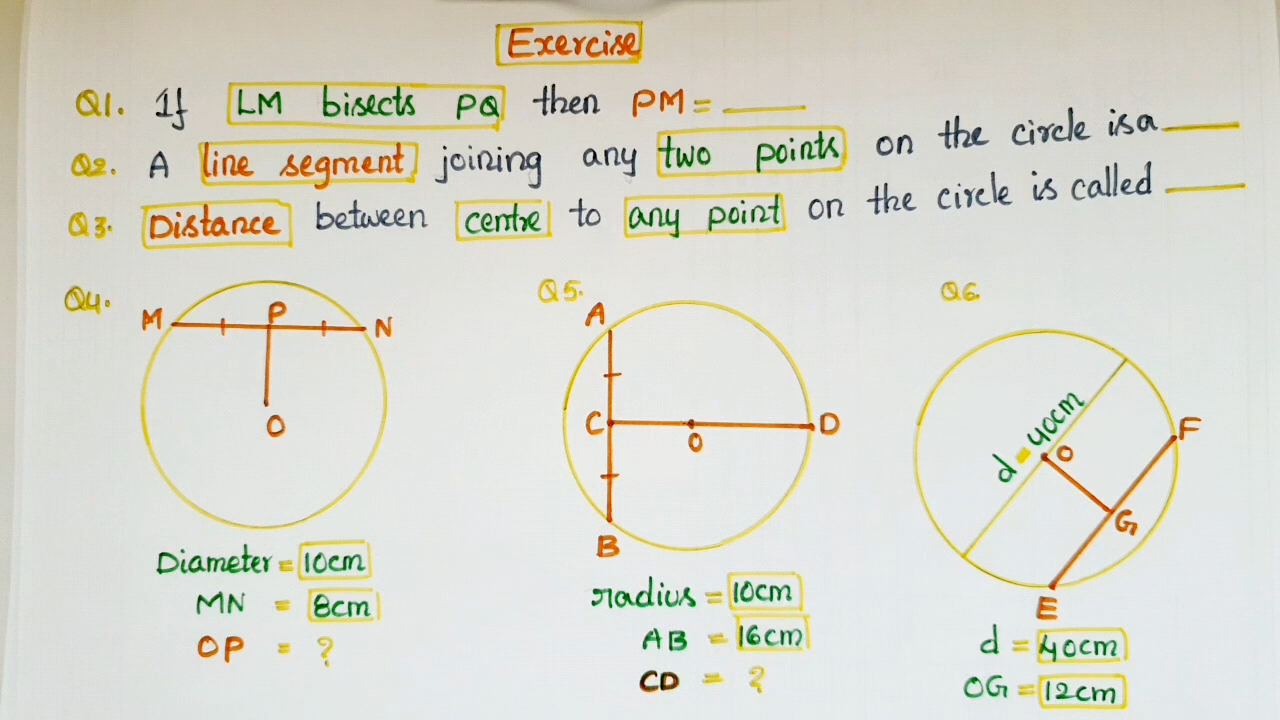 Exercise
Q1. If LM bisects PQ then PM = ____
Q2. A line segment joining any two points on the circle is a ____
Q3. Distance between centre to any point on the circle is called ____
Q4.
M P N
O
Diameter = 10cm
MN = 8cm
OP = ?
Q5.
A
C O D
B
radius = 10cm
AB = 16cm
CD = ?
Q6.
d = 40cm
O F
G
E
d = 40cm
OG = 12cm